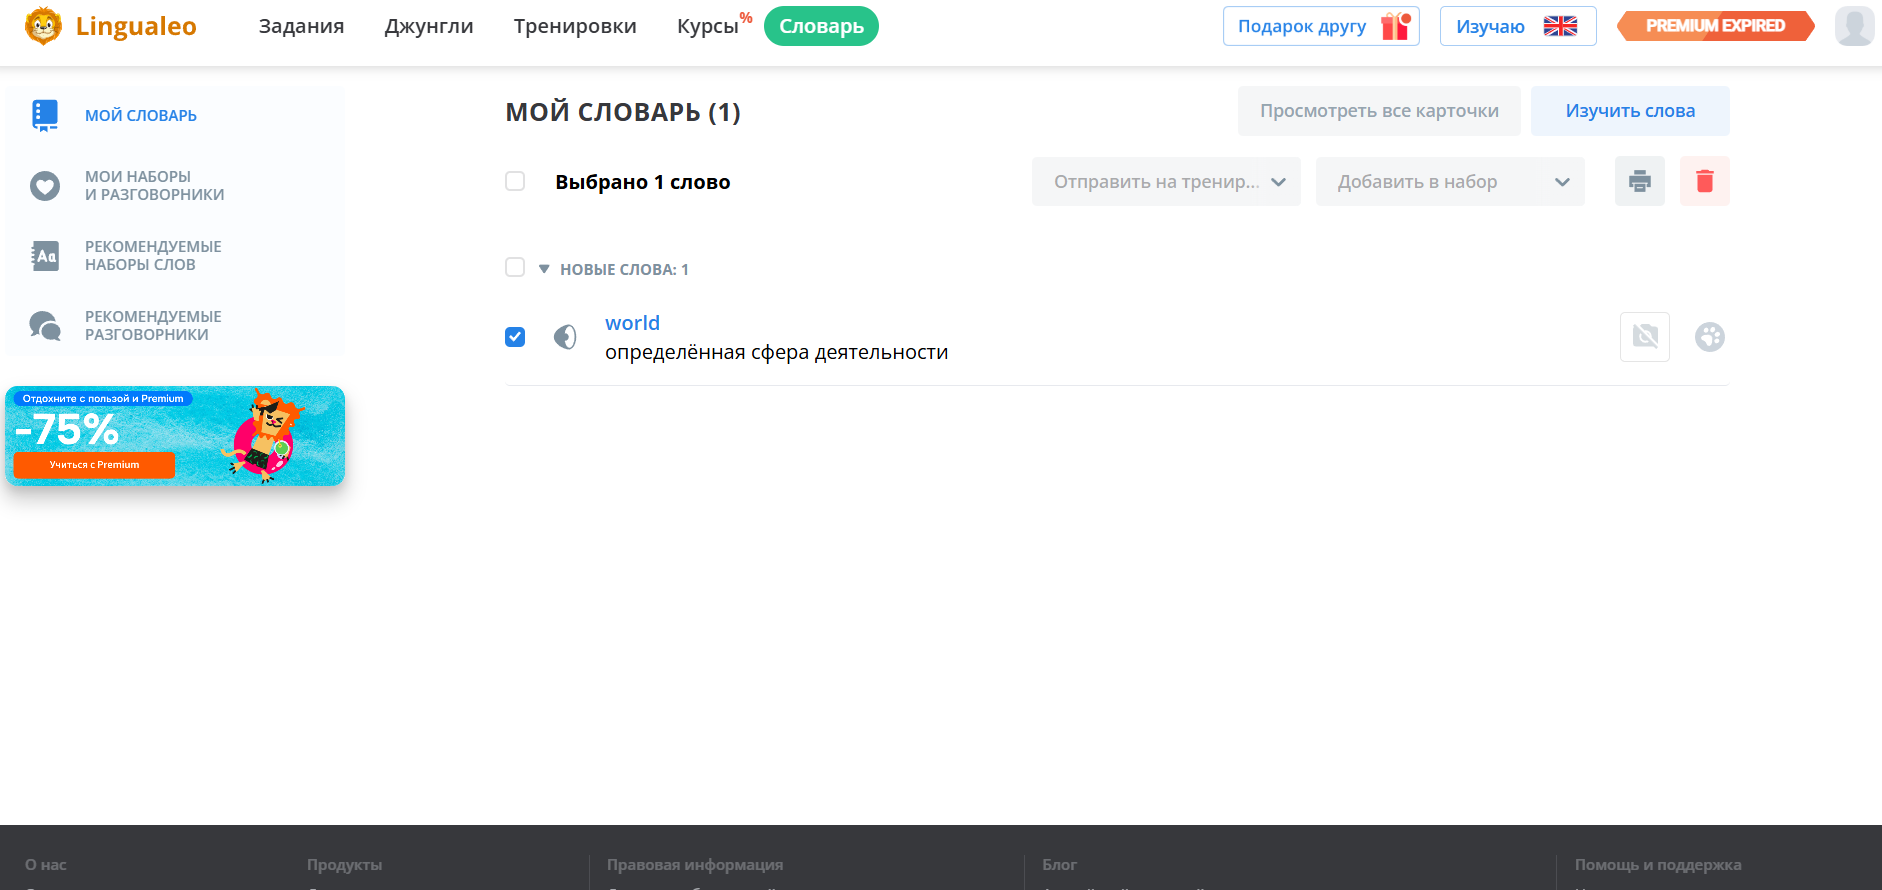 Lingualeo
Задания
Джунгли
Тренировки
Курсы%
Словарь
Подарок другу
Изучаю
PREMIUM EXPIRED
МОЙ СЛОВАРЬ
МОИ НАБОРЫ
И РАЗГОВОРНИКИ
Aa
РЕКОМЕНДУЕМЫЕ
НАБОРЫ СЛОВ
РЕКОМЕНДУЕМЫЕ
РАЗГОВОРНИКИ
Отдохните с пользой и Premium
-75%
Учиться с Premium
МОЙ СЛОВАРЬ (1)
Просмотреть все карточки
Изучить слова
Выбрано 1 слово
Отправить на тренир...
Добавить в набор
НОВЫЕ СЛОВА: 1
world
определённая сфера деятельности
О нас
Продукты
Правовая информация
Блог
Помощь и поддержка